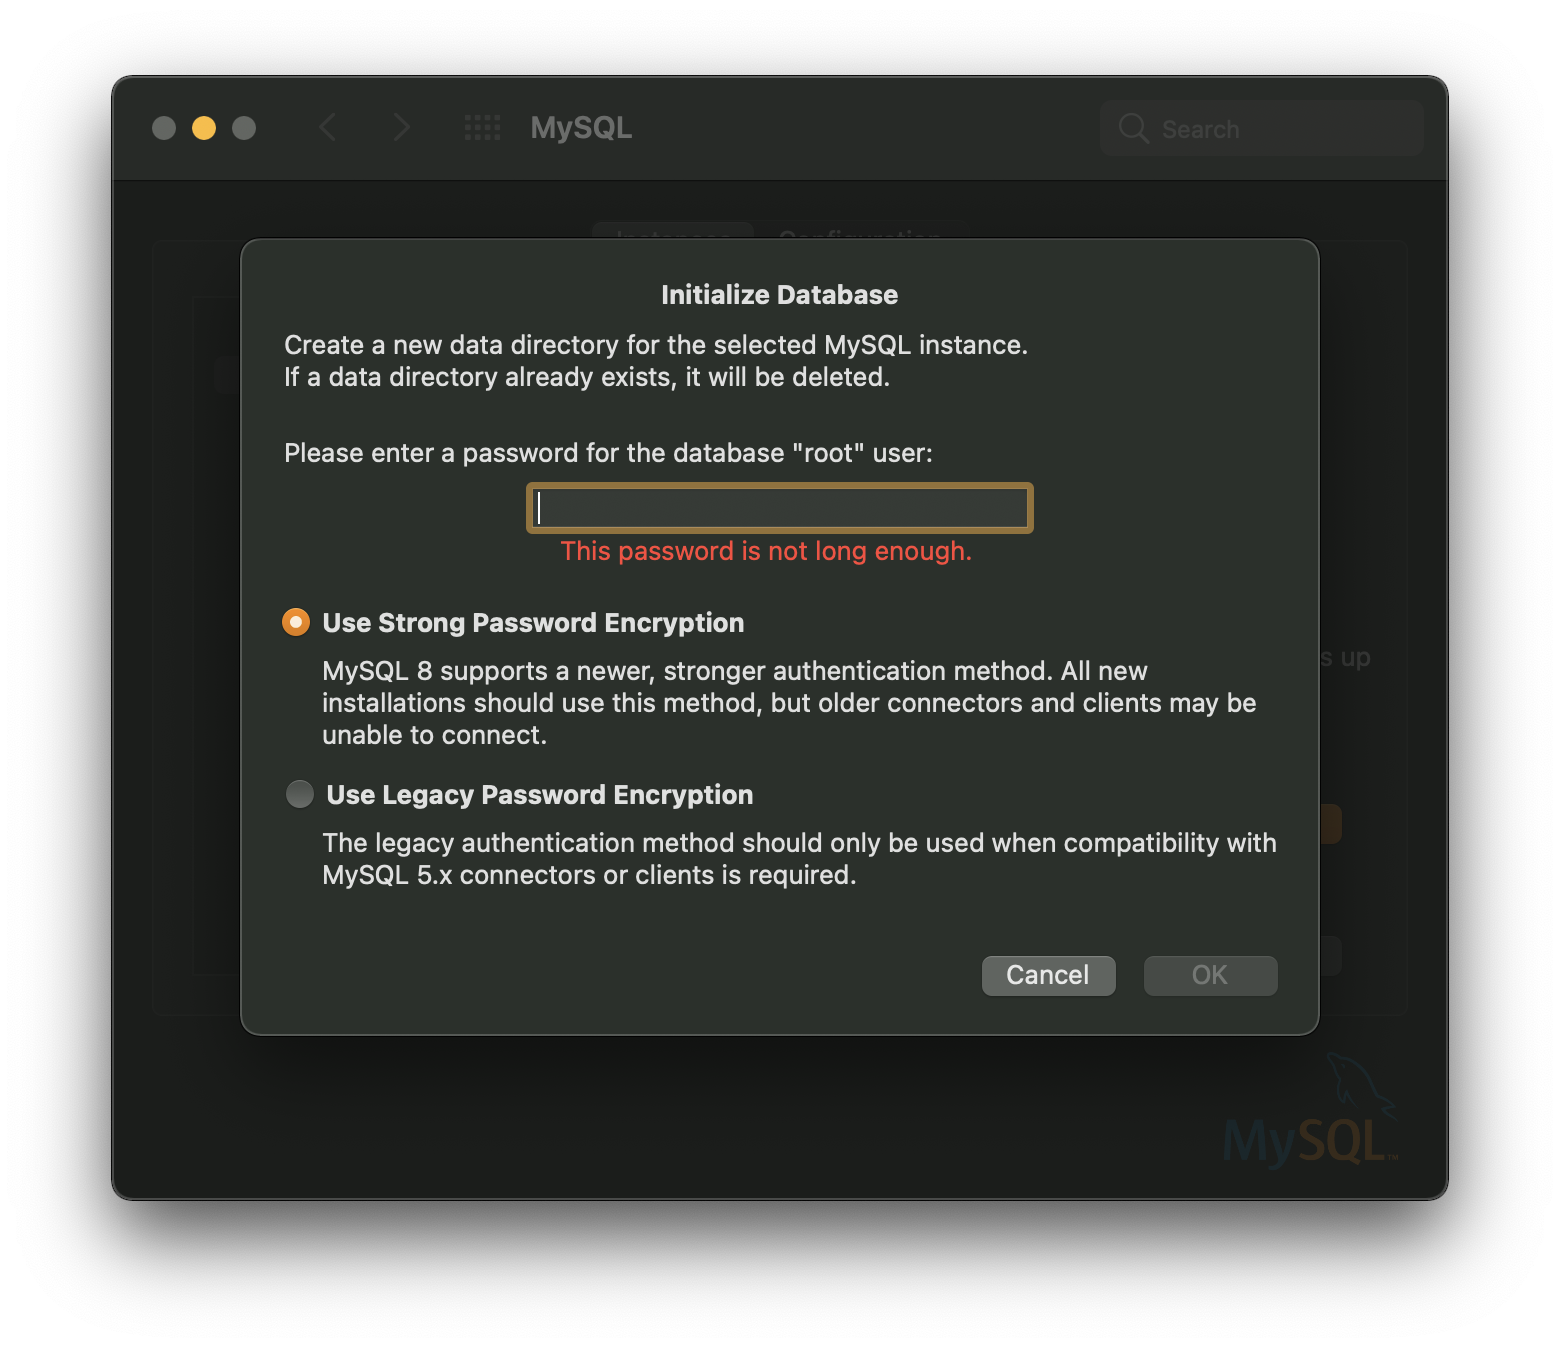 MySQL
Search
Instances
Configuration
Initialize Database
Create a new data directory for the selected MySQL instance.
If a data directory already exists, it will be deleted.
Please enter a password for the database "root" user:
This password is not long enough.
Use Strong Password Encryption
MySQL 8 supports a newer, stronger authentication method. All new
installations should use this method, but older connectors and clients may be
unable to connect.
s up
Use Legacy Password Encryption
The legacy authentication method should only be used when compatibility with
MySQL 5.x connectors or clients is required.
Cancel
OK
MySQL™